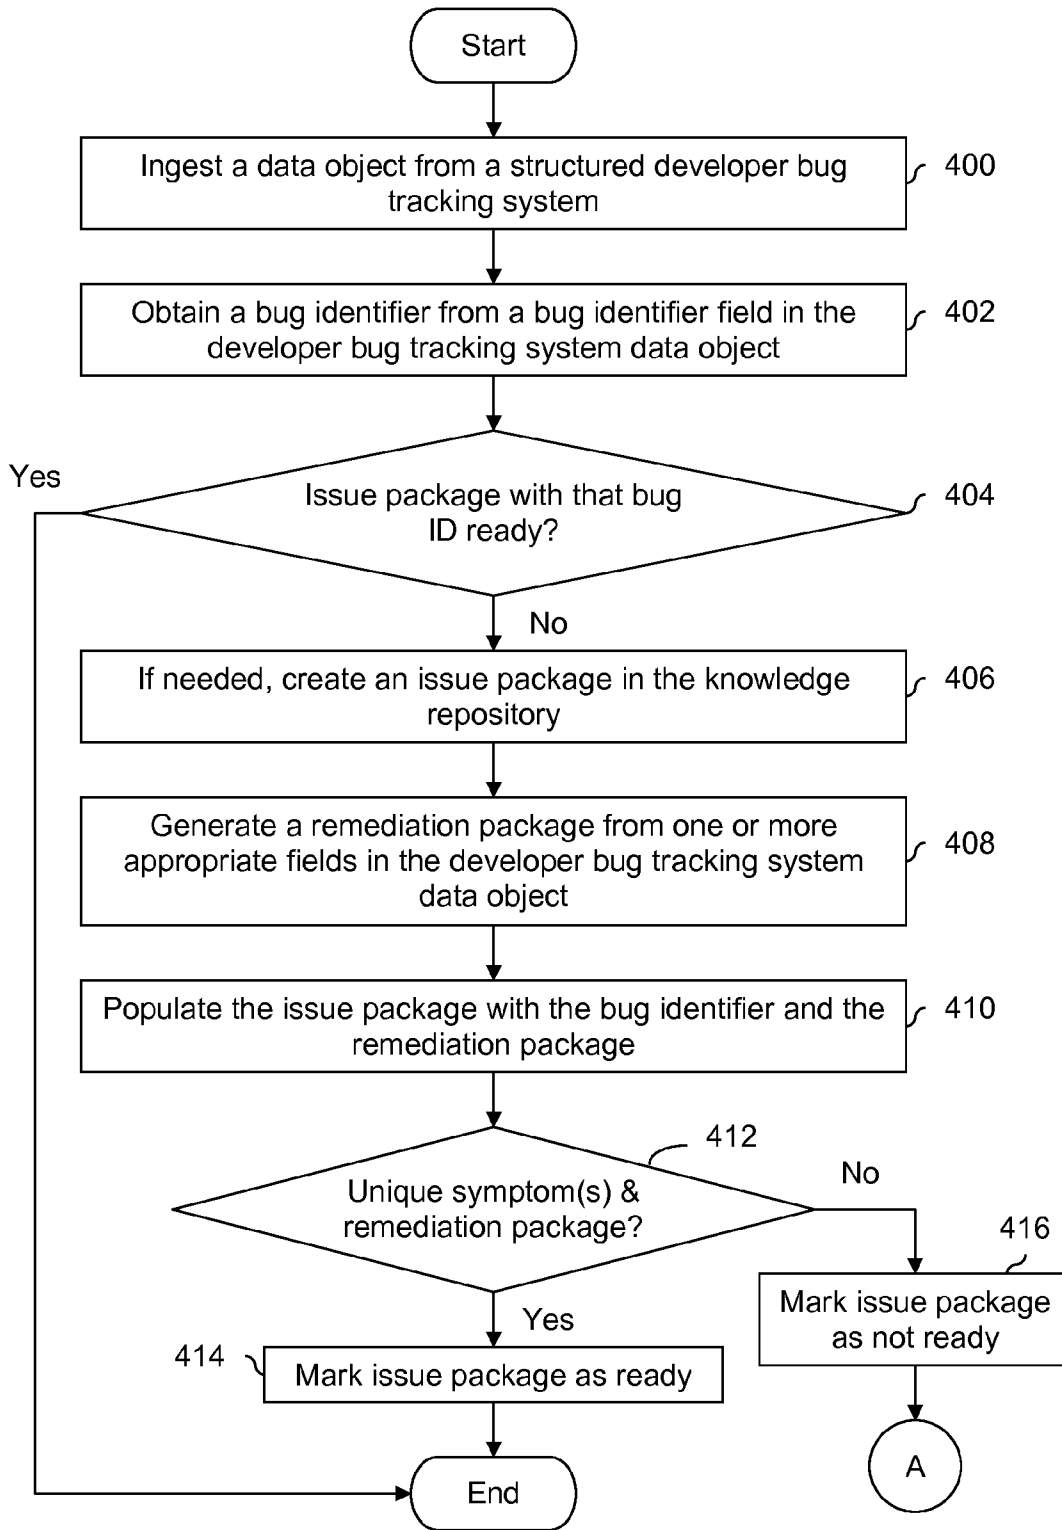 Start
Ingest a data object from a structured developer bug
tracking system
400
Obtain a bug identifier from a bug identifier field in the
developer bug tracking system data object
402
Yes
Issue package with that bug
ID ready?
404
No
If needed, create an issue package in the knowledge
repository
406
Generate a remediation package from one or more
appropriate fields in the developer bug tracking system
data object
408
Populate the issue package with the bug identifier and the
remediation package
410
412
Unique symptom(s) &
remediation package?
No
416
Mark issue package
as not ready
Yes
414
Mark issue package as ready
A
End